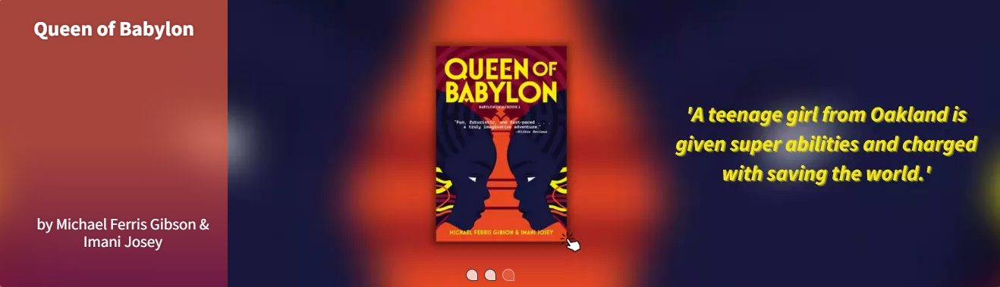 Queen of Babylon
by Michael Ferris Gibson &
Imani Josey
QUEEN OF
BABYLON
BOOK 1
"Fun, futuristic, and fast-paced . . .
a truly imaginative adventure."
—Kirkus Reviews
MICHAEL FERRIS GIBSON & IMANI JOSEY
'A teenage girl from Oakland is
given super abilities and charged
with saving the world.'